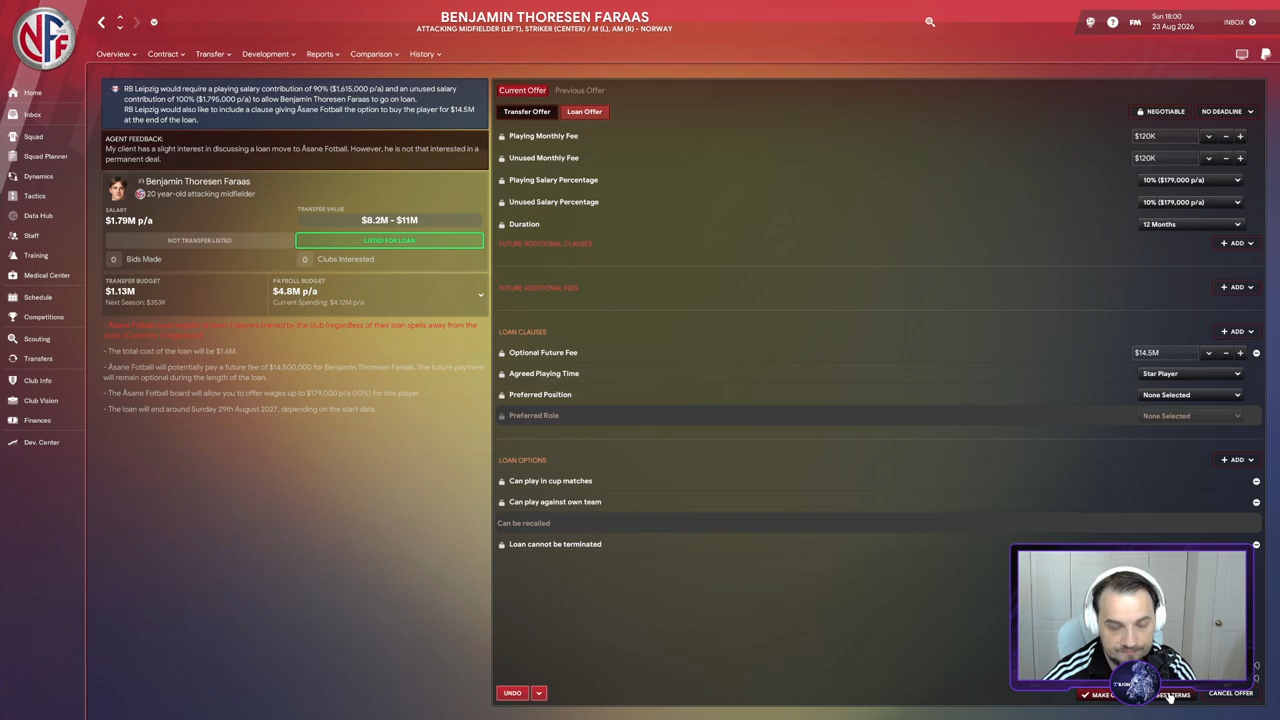 BENJAMIN THORESEN FARAAS
ATTACKING MIDFIELDER (LEFT), STRIKER (CENTER) / M (L), AM (R) - NORWAY
FM
Sun 18:00
23 Aug 2026
INBOX
NFF
Overview
Contract
Transfer
Development
Reports
Comparison
History
Home
Inbox
Squad
Squad Planner
Dynamics
Tactics
Data Hub
Staff
Training
Medical Center
Schedule
Competitions
Scouting
Transfers
Club Info
Club Vision
Finances
Dev. Center
RB Leipzig would require a playing salary contribution of 90% ($1,615,000 p/a) and an unused salary
contribution of 100% ($1,795,000 p/a) to allow Benjamin Thoresen Faraas to go on loan.
RB Leipzig would also like to include a clause giving Åsane Fotball the option to buy the player for $14.5M
at the end of the loan.
AGENT FEEDBACK:
My client has a slight interest in discussing a loan move to Åsane Fotball. However, he is not that interested in a
permanent deal.
Benjamin Thoresen Faraas
20 year-old attacking midfielder
SALARY
$1.79M p/a
TRANSFER VALUE
$8.2M - $11M
NOT TRANSFER LISTED
LISTED FOR LOAN
0 Bids Made
0 Clubs Interested
TRANSFER BUDGET
$1.13M
Next Season: $353K
PAYROLL BUDGET
$4.8M p/a
Current Spending: $4.12M p/a
- The total cost of the loan will be $1.6M.
- Åsane Fotball will potentially pay a future fee of $14,500,000 for Benjamin Thoresen Faraas. The future payment
will remain optional during the length of the loan.
- The Åsane Fotball board will allow you to offer wages up to $179,000 p/a (10%) for this player.
- The loan will end around Sunday 29th August 2027, depending on the start date.
Current Offer
Previous Offer
Transfer Offer
Loan Offer
NEGOTIABLE
NO DEADLINE
Playing Monthly Fee
$120K
Unused Monthly Fee
$120K
Playing Salary Percentage
10% ($179,000 p/a)
Unused Salary Percentage
10% ($179,000 p/a)
Duration
12 Months
FUTURE ADDITIONAL CLAUSES
ADD
FUTURE ADDITIONAL FEES
ADD
LOAN CLAUSES
ADD
Optional Future Fee
$14.5M
Agreed Playing Time
Star Player
Preferred Position
None Selected
Preferred Role
None Selected
LOAN OPTIONS
ADD
Can play in cup matches
Can play against own team
Can be recalled
Loan cannot be terminated
UNDO
MAKE
TERMS
CANCEL OFFER